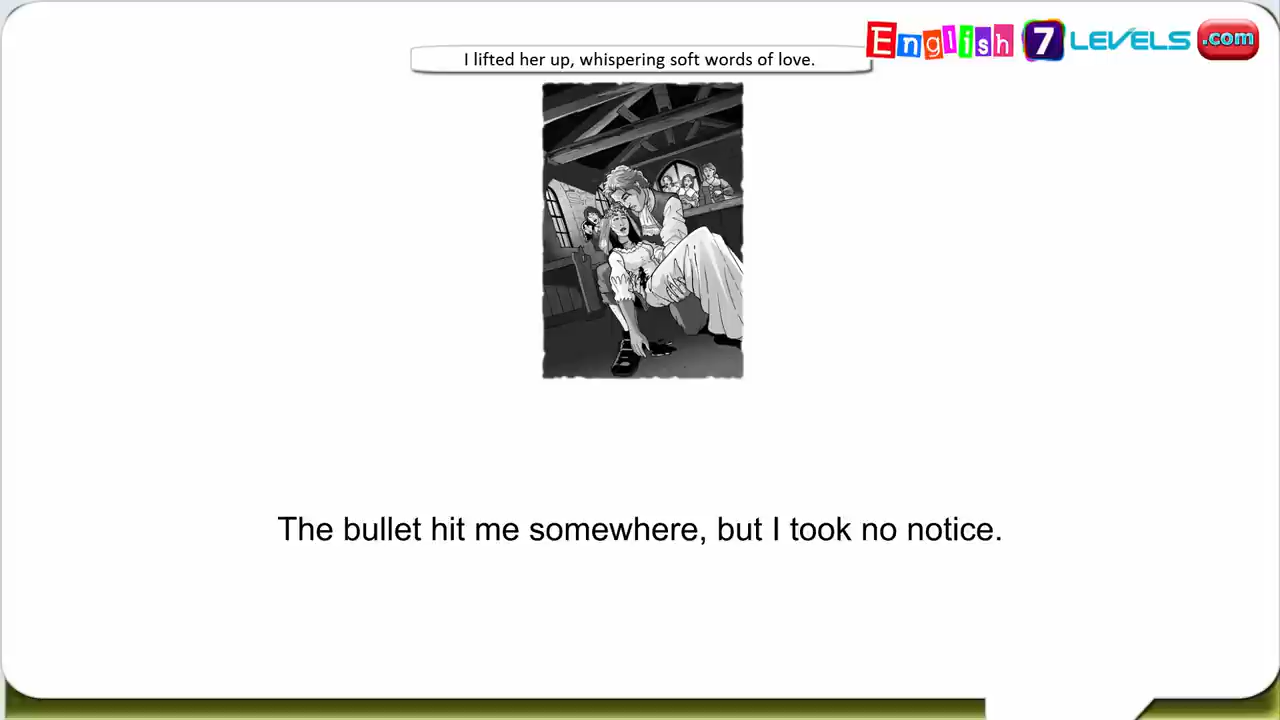 English 7 LEVELS .com
I lifted her up, whispering soft words of love.
The bullet hit me somewhere, but I took no notice.